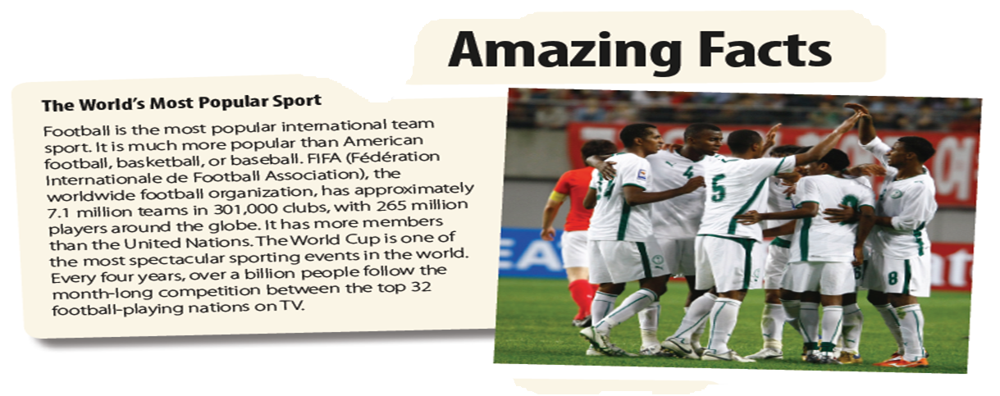 Amazing Facts
The World's Most Popular Sport
Football is the most popular international team
sport. It is much more popular than American
football, basketball, or baseball. FIFA (Fédération
Internationale de Football Association), the
worldwide football organization, has approximately
7.1 million teams in 301,000 clubs, with 265 million
players around the globe. It has more members
than the United Nations. The World Cup is one of
the most spectacular sporting events in the world.
Every four years, over a billion people follow the
month-long competition between the top 32
football-playing nations on TV.
4
5
2
8